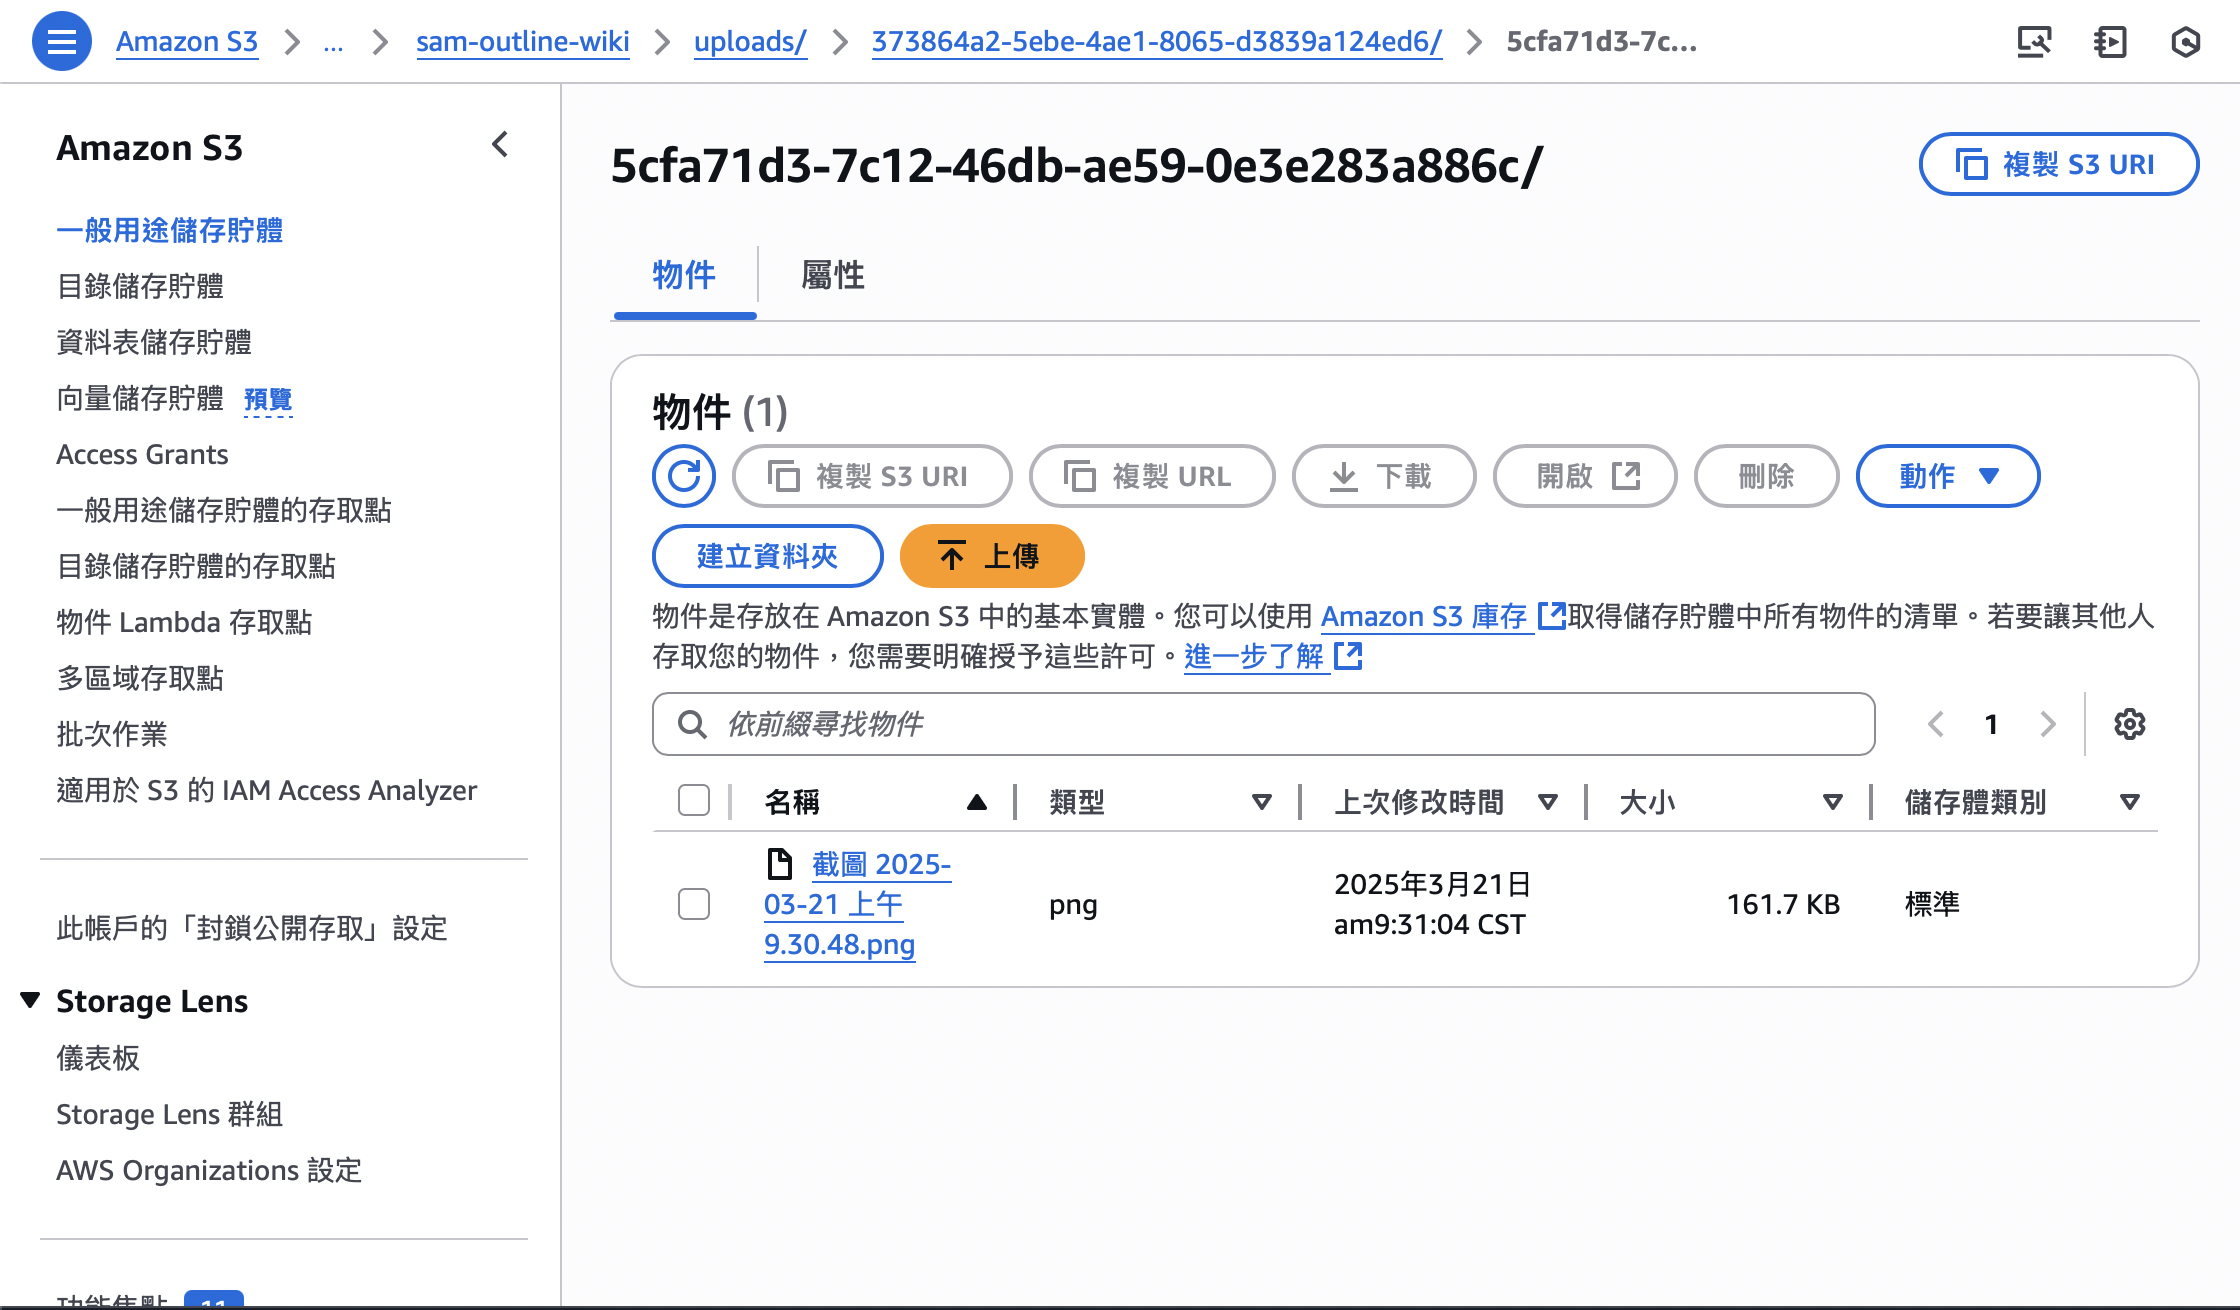 Amazon S3 > ... > sam-outline-wiki > uploads/ > 373864a2-5ebe-4ae1-8065-d3839a124ed6/ > 5cfa71d3-7c...
Amazon S3
一般用途儲存貯體
目錄儲存貯體
資料表儲存貯體
向量儲存貯體 預覽
Access Grants
一般用途儲存貯體的存取點
目錄儲存貯體的存取點
物件 Lambda 存取點
多區域存取點
批次作業
適用於 S3 的 IAM Access Analyzer
此帳戶的「封鎖公開存取」設定
Storage Lens
儀表板
Storage Lens 群組
AWS Organizations 設定
功能焦點 11
5cfa71d3-7c12-46db-ae59-0e3e283a886c/
複製 S3 URI
物件 屬性
物件 (1)
複製 S3 URI 複製 URL 下載 開啟 刪除 動作
建立資料夾 上傳
物件是存放在 Amazon S3 中的基本實體。您可以使用 Amazon S3 庫存 取得儲存貯體中所有物件的清單。若要讓其他人
存取您的物件，您需要明確授予這些許可。進一步了解
依前綴尋找物件
1
名稱 類型 上次修改時間 大小 儲存體類別
截圖 2025-
03-21 上午
9.30.48.png
png
2025年3月21日
am9:31:04 CST
161.7 KB
標準